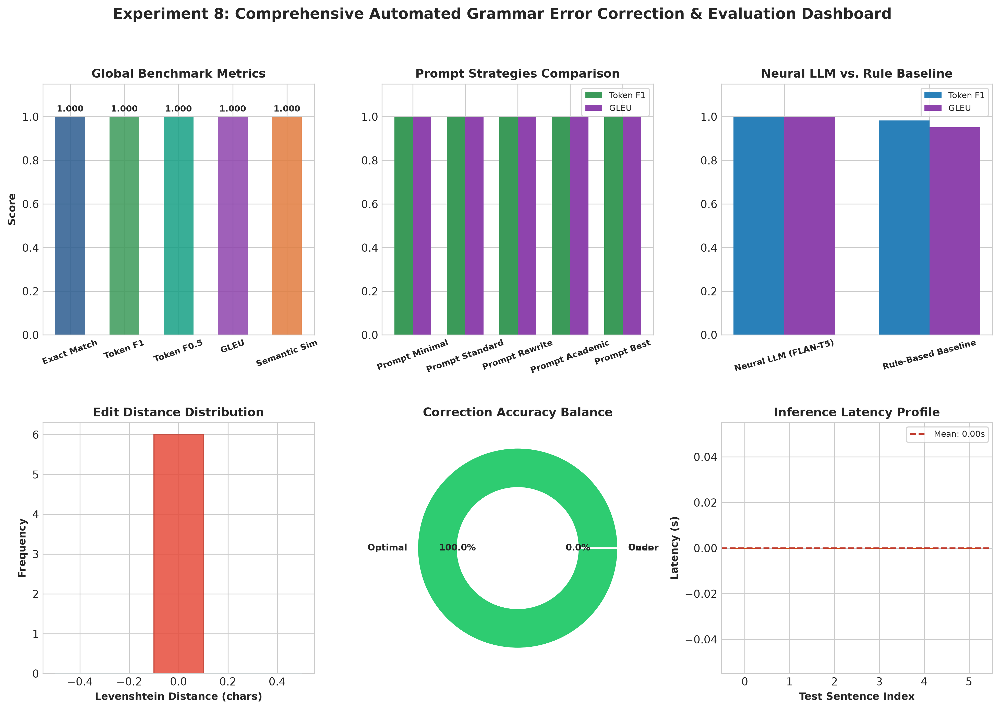 Experiment 8: Comprehensive Automated Grammar Error Correction & Evaluation Dashboard
Global Benchmark Metrics
1.000 1.000 1.000 1.000 1.000
Score
1.0
0.8
0.6
0.4
0.2
0.0
Exact Match
Token F1
Token F0.5
GLEU
Semantic Sim
Prompt Strategies Comparison
Token F1
GLEU
1.0
0.8
0.6
0.4
0.2
0.0
Prompt Minimal
Prompt Standard
Prompt Rewrite
Prompt Academic
Prompt Best
Neural LLM vs. Rule Baseline
Token F1
GLEU
1.0
0.8
0.6
0.4
0.2
0.0
Neural LLM (FLAN-T5)
Rule-Based Baseline
Edit Distance Distribution
Frequency
6
5
4
3
2
1
0
−0.4 −0.2 0.0 0.2 0.4
Levenshtein Distance (chars)
Correction Accuracy Balance
Optimal
100.0%
0.0%
Under
Inference Latency Profile
Mean: 0.00s
Latency (s)
0.04
0.02
0.00
−0.02
−0.04
0 1 2 3 4 5
Test Sentence Index